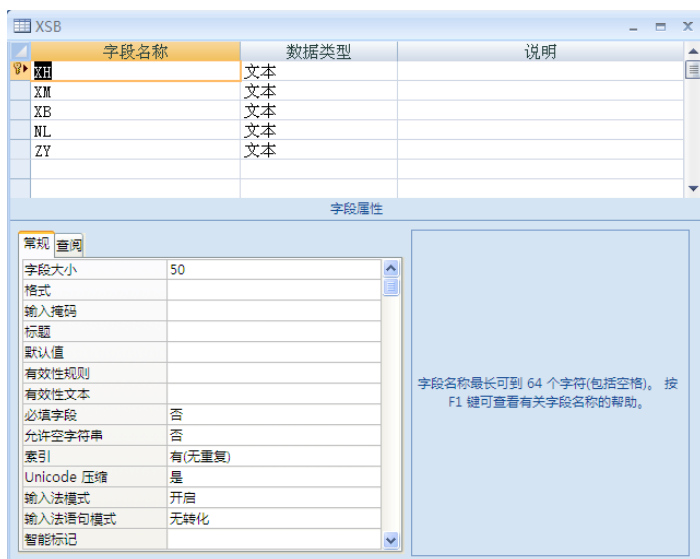 XSB
字段名称 数据类型 说明
XH 文本
XM 文本
XB 文本
NL 文本
ZY 文本
字段属性
常规 查阅
字段大小 50
格式
输入掩码
标题
默认值
有效性规则
有效性文本
必填字段 否
允许空字符串 否
索引 有(无重复)
Unicode 压缩 是
输入法模式 开启
输入法语句模式 无转化
智能标记
字段名称最长可到 64 个字符(包括空格)。 按
F1 键可查看有关字段名称的帮助。